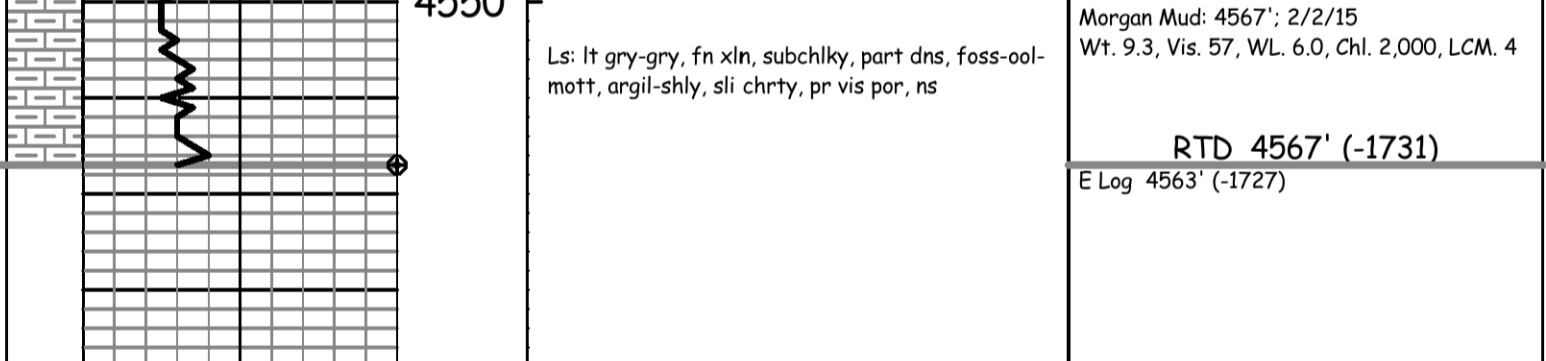 4550
Ls: lt gry-gry, fn xln, subchlky, part dns, foss-ool-
mott, argil-shly, sli chrty, pr vis por, ns
Morgan Mud: 4567'; 2/2/15
Wt. 9.3, Vis. 57, WL. 6.0, Chl. 2,000, LCM. 4
RTD 4567' (-1731)
E Log 4563' (-1727)